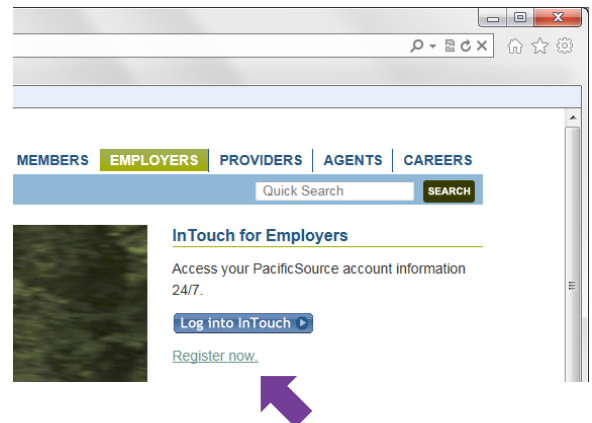 MEMBERS EMPLOYERS PROVIDERS AGENTS CAREERS
Quick Search SEARCH
InTouch for Employers
Access your PacificSource account information
24/7.
Log into InTouch
Register now.